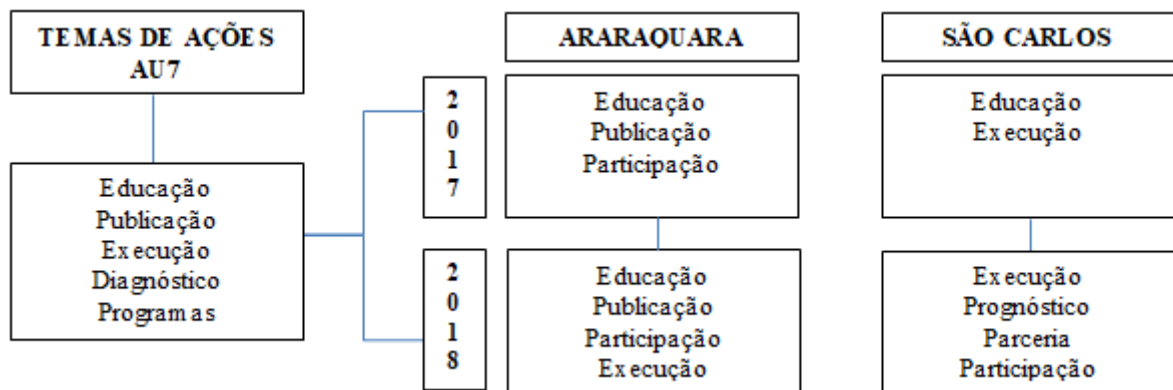 TEMAS DE AÇÕES
AU7
Educação
Publicação
Execução
Diagnóstico
Programas
ARARAQUARA
SÃO CARLOS
2
0
1
7
Educação
Publicação
Participação
Educação
Execução
2
0
1
8
Educação
Publicação
Participação
Execução
Execução
Prognóstico
Parceria
Participação